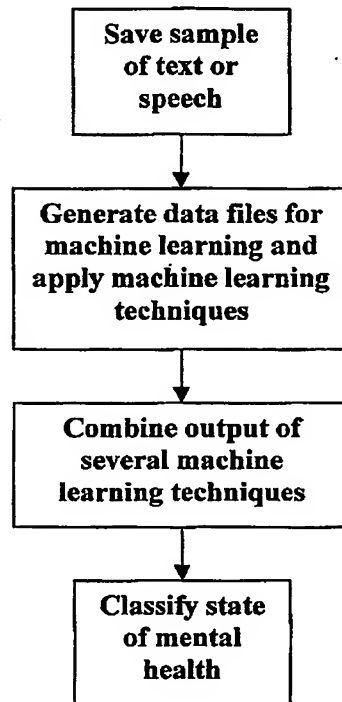 Save sample
of text or
speech
Generate data files for
machine learning and
apply machine learning
techniques
Combine output of
several machine
learning techniques
Classify state
of mental
health